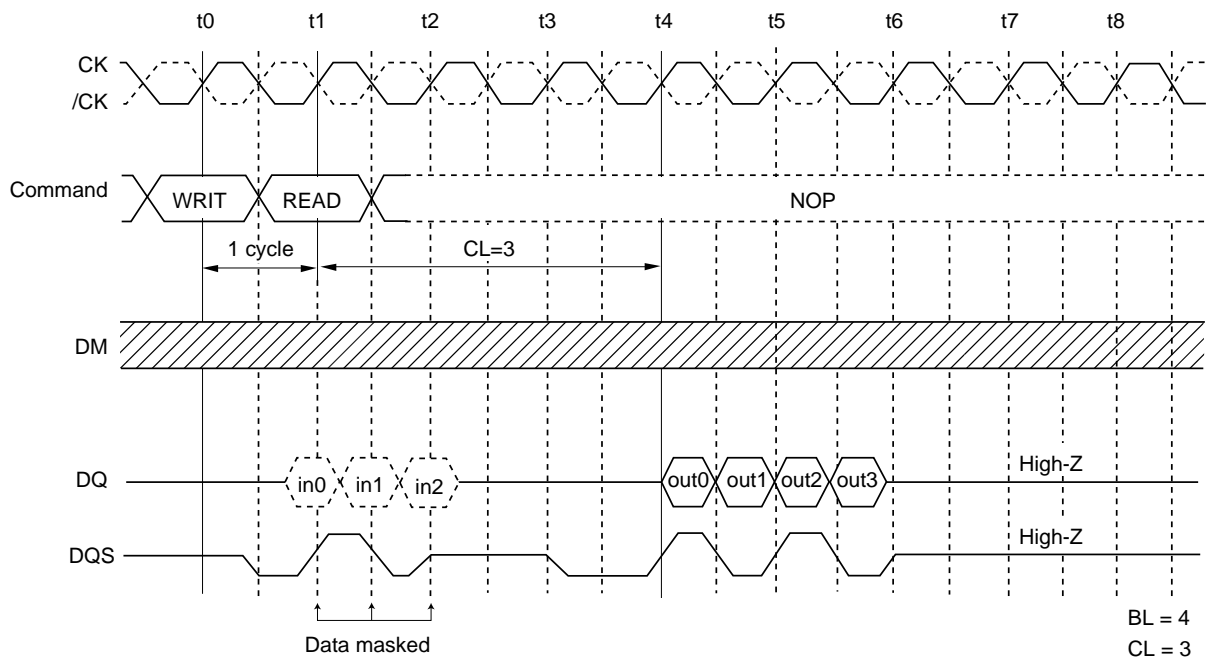 t0 t1 t2 t3 t4 t5 t6 t7 t8
CK
/CK
Command WRIT READ NOP
1 cycle CL=3
DM
DQ in0 in1 in2 out0 out1 out2 out3 High-Z
DQS High-Z
Data masked
BL = 4
CL = 3